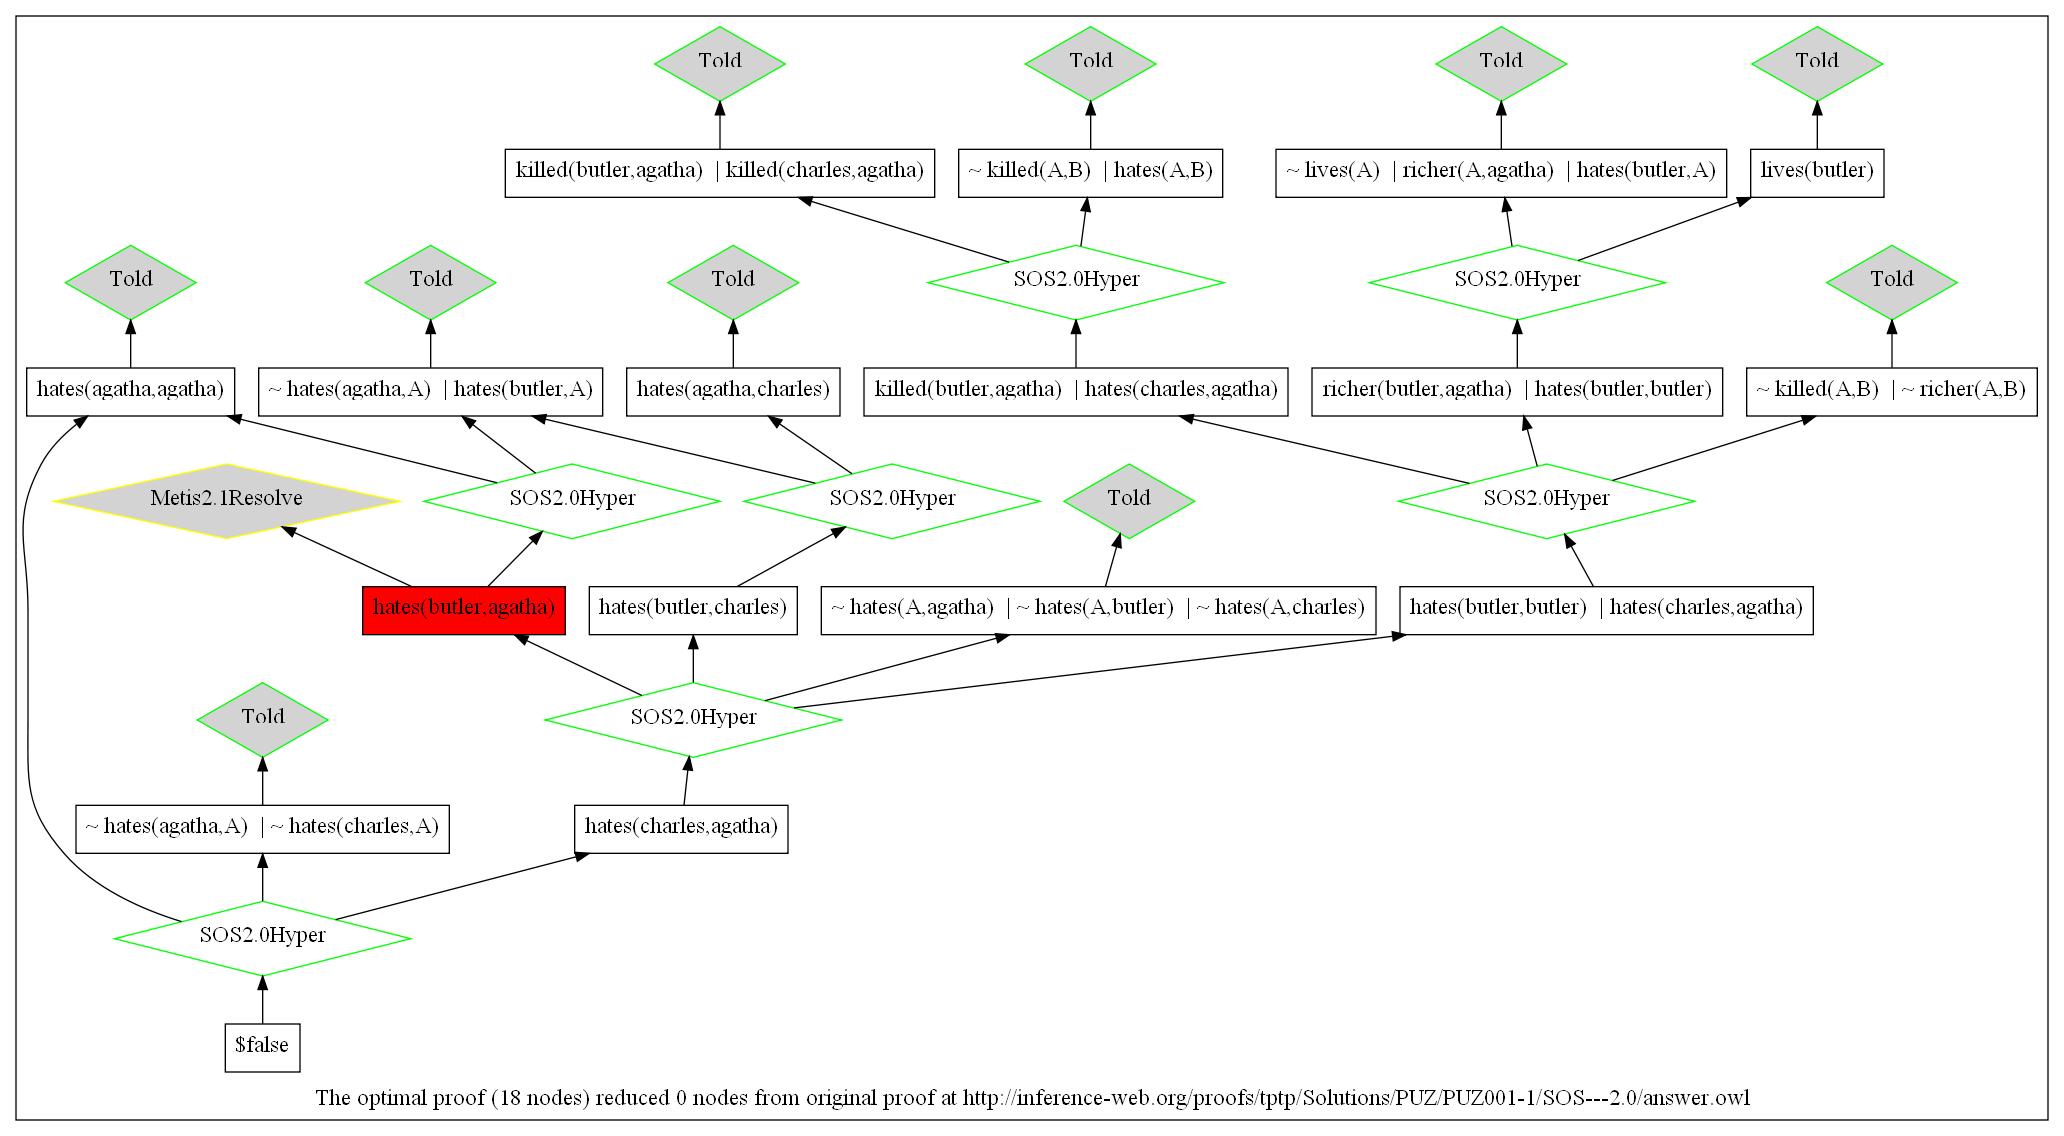 Told
Told
Told
Told
killed(butler,agatha) | killed(charles,agatha)
~ killed(A,B) | hates(A,B)
~ lives(A) | richer(A,agatha) | hates(butler,A)
lives(butler)
Told
Told
Told
SOS2.0Hyper
SOS2.0Hyper
Told
hates(agatha,agatha)
~ hates(agatha,A) | hates(butler,A)
hates(agatha,charles)
killed(butler,agatha) | hates(charles,agatha)
richer(butler,agatha) | hates(butler,butler)
~ killed(A,B) | ~ richer(A,B)
Metis2.1Resolve
SOS2.0Hyper
SOS2.0Hyper
Told
SOS2.0Hyper
hates(butler,agatha)
hates(butler,charles)
~ hates(A,agatha) | ~ hates(A,butler) | ~ hates(A,charles)
hates(butler,butler) | hates(charles,agatha)
Told
SOS2.0Hyper
~ hates(agatha,A) | ~ hates(charles,A)
hates(charles,agatha)
SOS2.0Hyper
$false
The optimal proof (18 nodes) reduced 0 nodes from original proof at http://inference-web.org/proofs/tptp/Solutions/PUZ/PUZ001-1/SOS---2.0/answer.owl